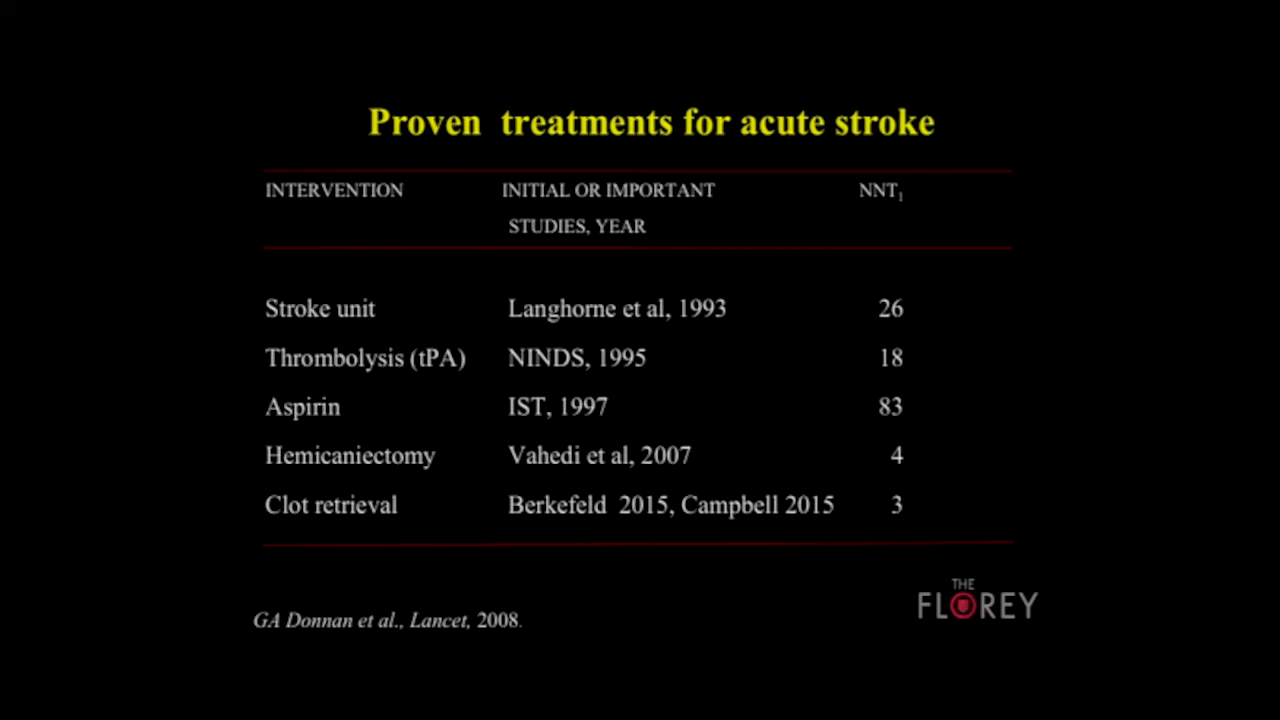 Proven treatments for acute stroke
INTERVENTION INITIAL OR IMPORTANT NNT1
STUDIES, YEAR
Stroke unit Langhorne et al, 1993 26
Thrombolysis (tPA) NINDS, 1995 18
Aspirin IST, 1997 83
Hemicaniectomy Vahedi et al, 2007 4
Clot retrieval Berkefeld 2015, Campbell 2015 3
GA Donnan et al., Lancet, 2008.
THE
FLOREY